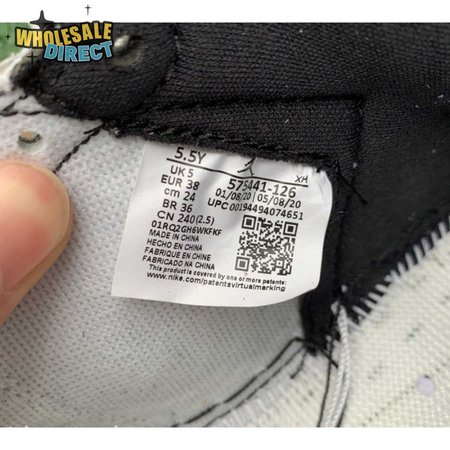 WHOLESALE
DIRECT
5.5Y XH
UK 5 575441-126
EUR 38 01/08/20 | 05/08/20
cm 24 UPC 00194494074651
BR 36
CN 240(2.5)
01RQ2GH6WKFKF
MADE IN CHINA
HECHO EN CHINA
FABRIQUE EN CHINE
FABRICADO NA CHINA
This product is covered by one or more patents. See
www.nike.com/patentsvirtualmarking